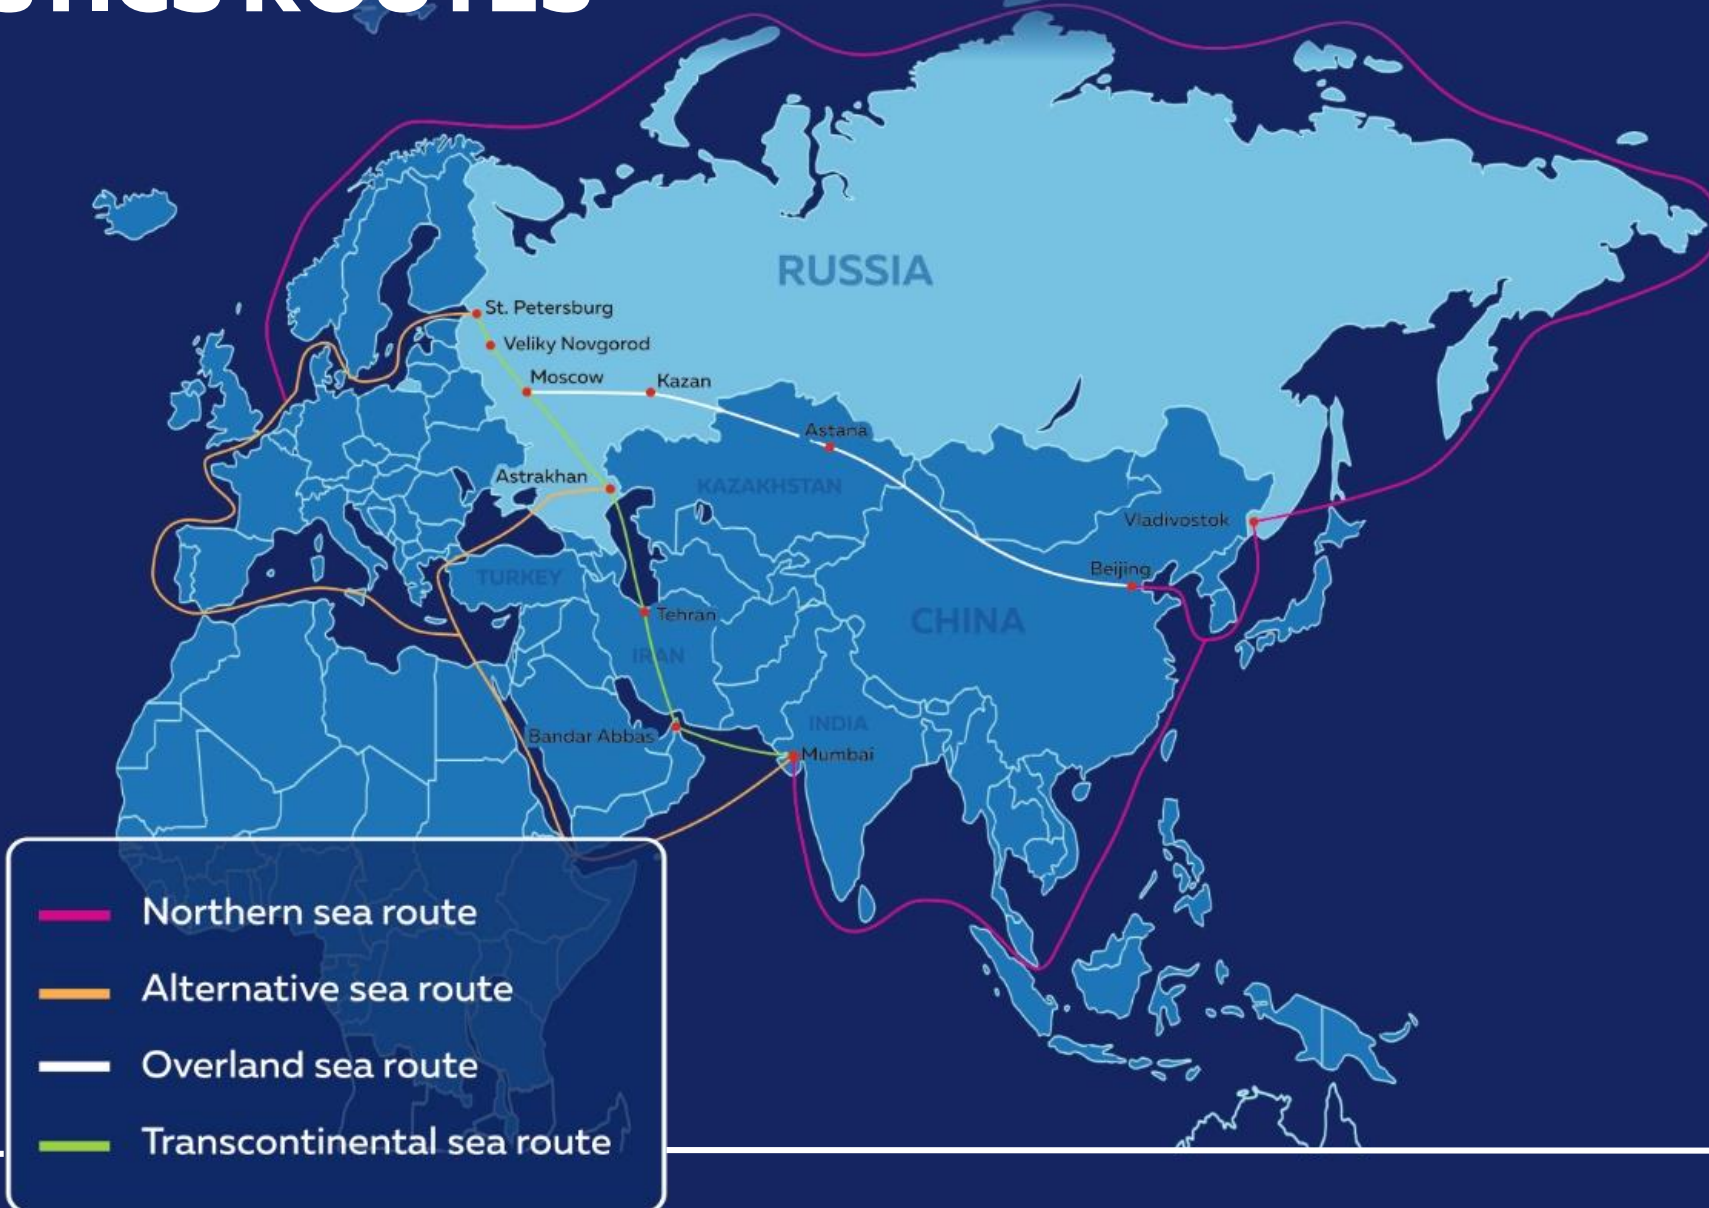 ROUTES
RUSSIA
St. Petersburg
Veliky Novgorod
Moscow
Kazan
Astana
Astrakhan
KAZAKHSTAN
Vladivostok
Beijing
TURKEY
CHINA
Tehran
IRAN
INDIA
Bandar Abbas
Mumbai
Northern sea route
Alternative sea route
Overland sea route
Transcontinental sea route